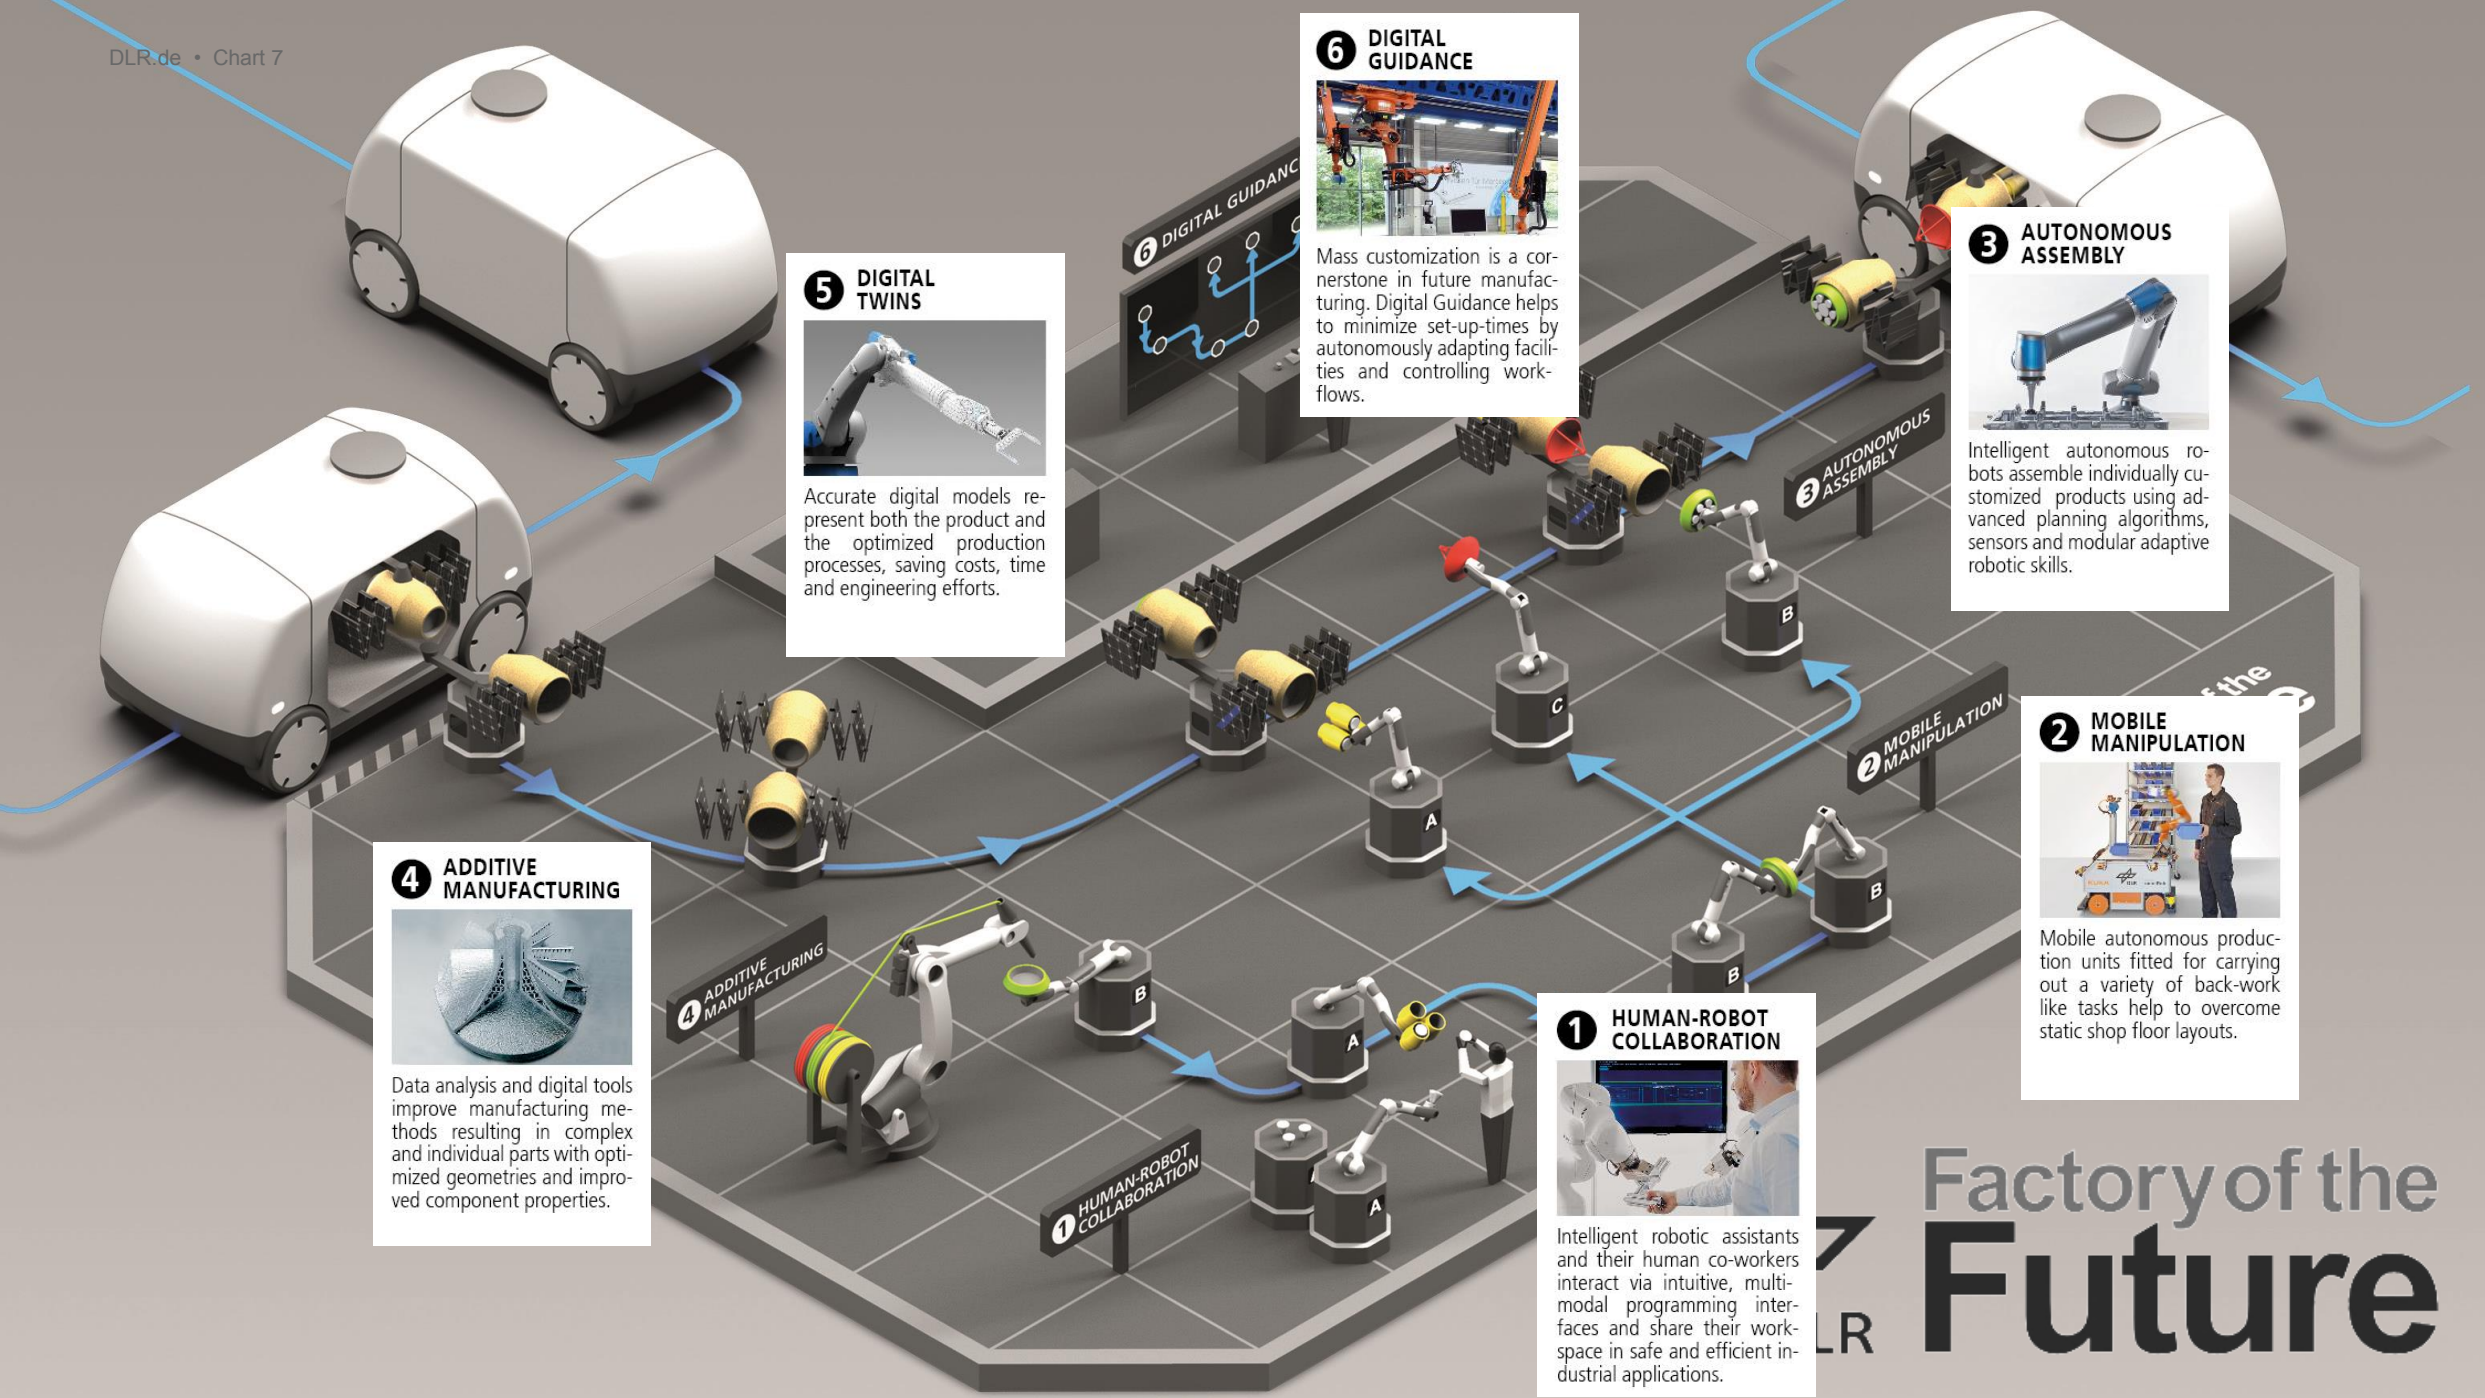 DLR.de • Chart 7
6 DIGITAL
GUIDANCE
Mass customization is a cor-
nerstone in future manufac-
turing. Digital Guidance helps
to minimize set-up-times by
autonomously adapting facili-
ties and controlling work-
flows.
6 DIGITAL GUIDANC
3 AUTONOMOUS
ASSEMBLY
Intelligent autonomous ro-
bots assemble individually cu-
stomized products using ad-
vanced planning algorithms,
sensors and modular adaptive
robotic skills.
5 DIGITAL
TWINS
Accurate digital models re-
present both the product and
the optimized production
processes, saving costs, time
and engineering efforts.
3 AUTONOMOUS
ASSEMBLY
B
C
A
B
B
B
A
A
2 MOBILE
MANIPULATION
the
2 MOBILE
MANIPULATION
Mobile autonomous produc-
tion units fitted for carrying
out a variety of back-work
like tasks help to overcome
static shop floor layouts.
4 ADDITIVE
MANUFACTURING
Data analysis and digital tools
improve manufacturing me-
thods resulting in complex
and individual parts with opti-
mized geometries and impro-
ved component properties.
4 ADDITIVE
MANUFACTURING
1 HUMAN-ROBOT
COLLABORATION
1 HUMAN-ROBOT
COLLABORATION
Intelligent robotic assistants
and their human co-workers
interact via intuitive, multi-
modal programming inter-
faces and share their work-
space in safe and efficient in-
dustrial applications.
LR
Factory of the
Future